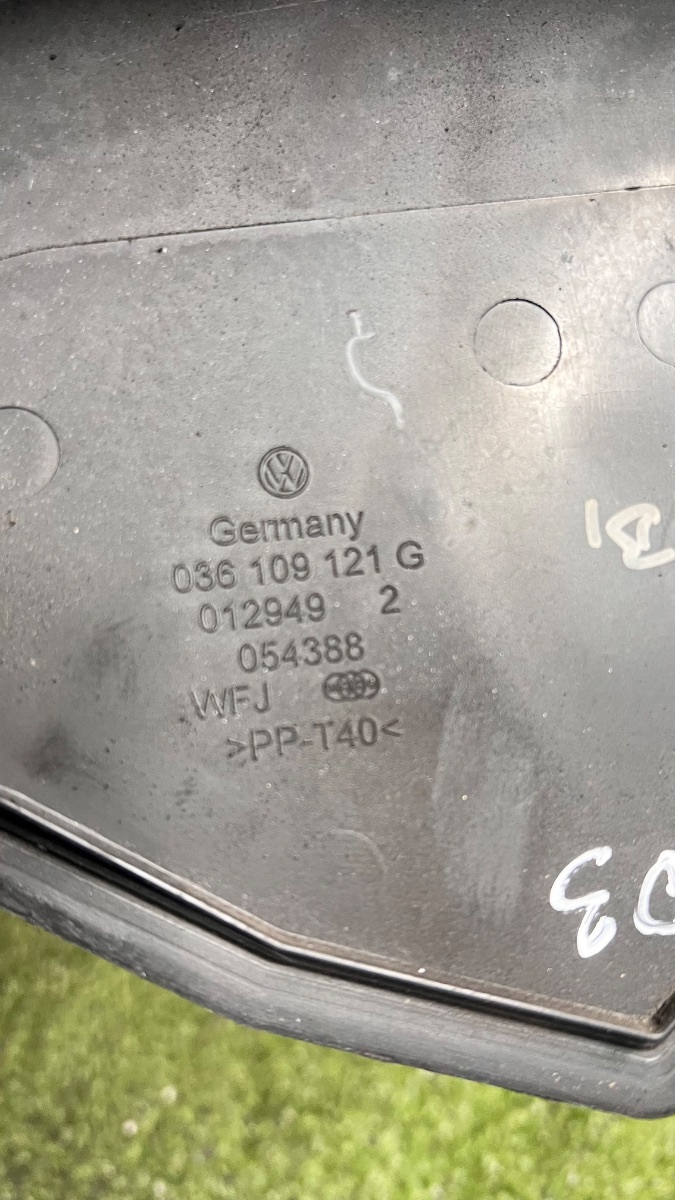 Germany
036 109 121 G
012949 2
054388
WFJ
>PP-T40<